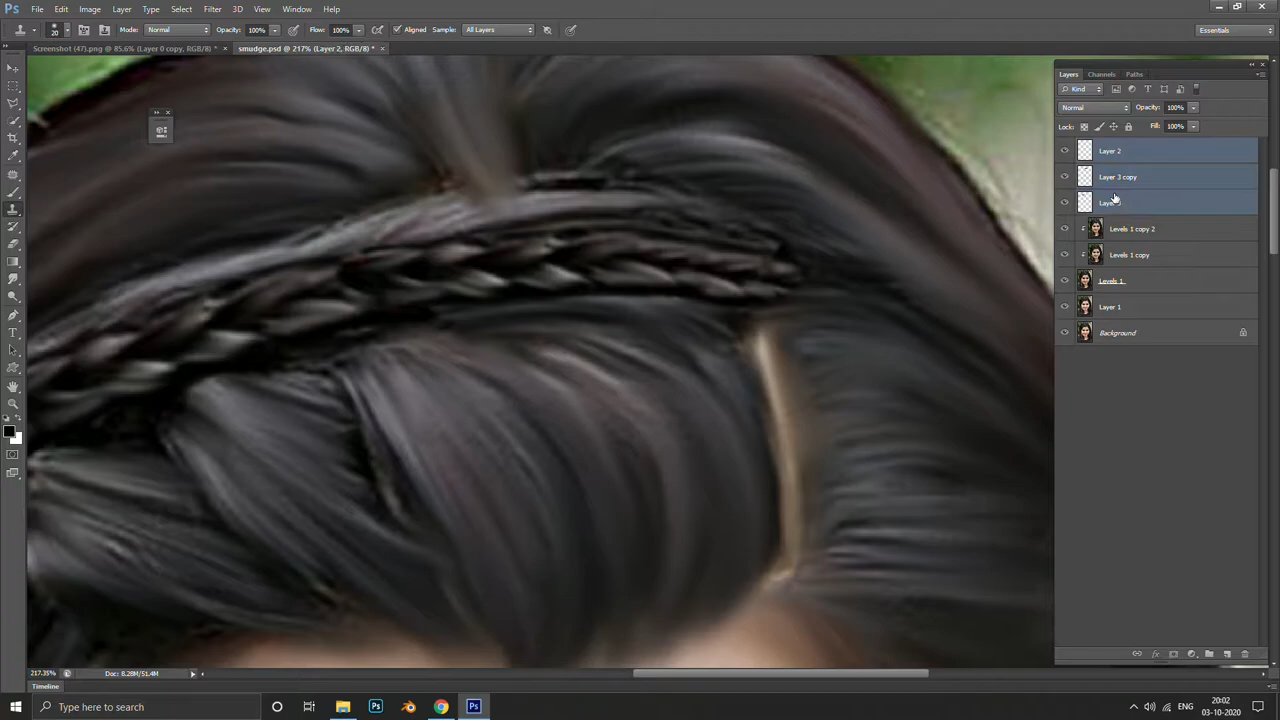 Ps File Edit Image Layer Type Select Filter 3D View Window Help
20 Mode: Normal Opacity: 100% Flow: 100% Aligned Sample: All Layers Essentials
Screenshot (47).png @ 85.6% (Layer 0 copy, RGB/8) * × smudge.psd @ 217% (Layer 2, RGB/8) * ×
Layers Channels Paths
Kind
Normal Opacity: 100%
Lock: Fill: 100%
Layer 2
Layer 3 copy
Levels 1 copy 2
Levels 1 copy
Levels 1
Layer 1
Background
217.35% Doc: 8.28M/51.4M
Timeline
Type here to search Ps Ps ENG 20:02
03-10-2020